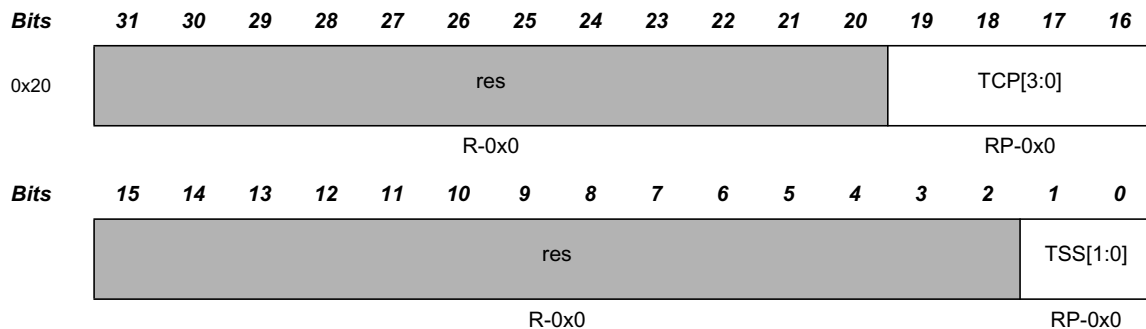 Bits 31 30 29 28 27 26 25 24 23 22 21 20 19 18 17 16
0x20 res TCP[3:0]
R-0x0 RP-0x0
Bits 15 14 13 12 11 10 9 8 7 6 5 4 3 2 1 0
res TSS[1:0]
R-0x0 RP-0x0